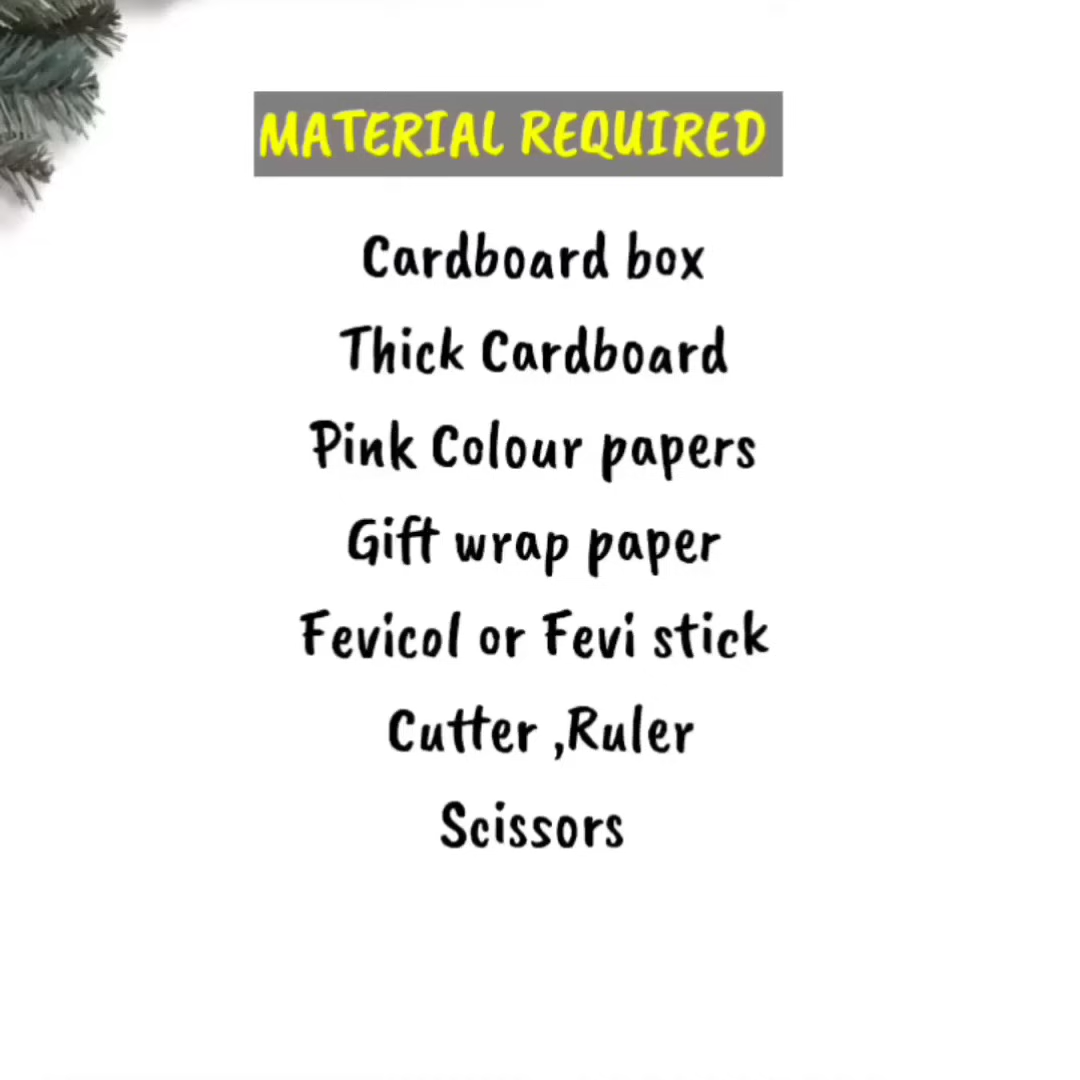 MATERIAL REQUIRED
Cardboard box
Thick Cardboard
Pink Colour papers
Gift wrap paper
Fevicol or Fevi stick
Cutter ,Ruler
Scissors